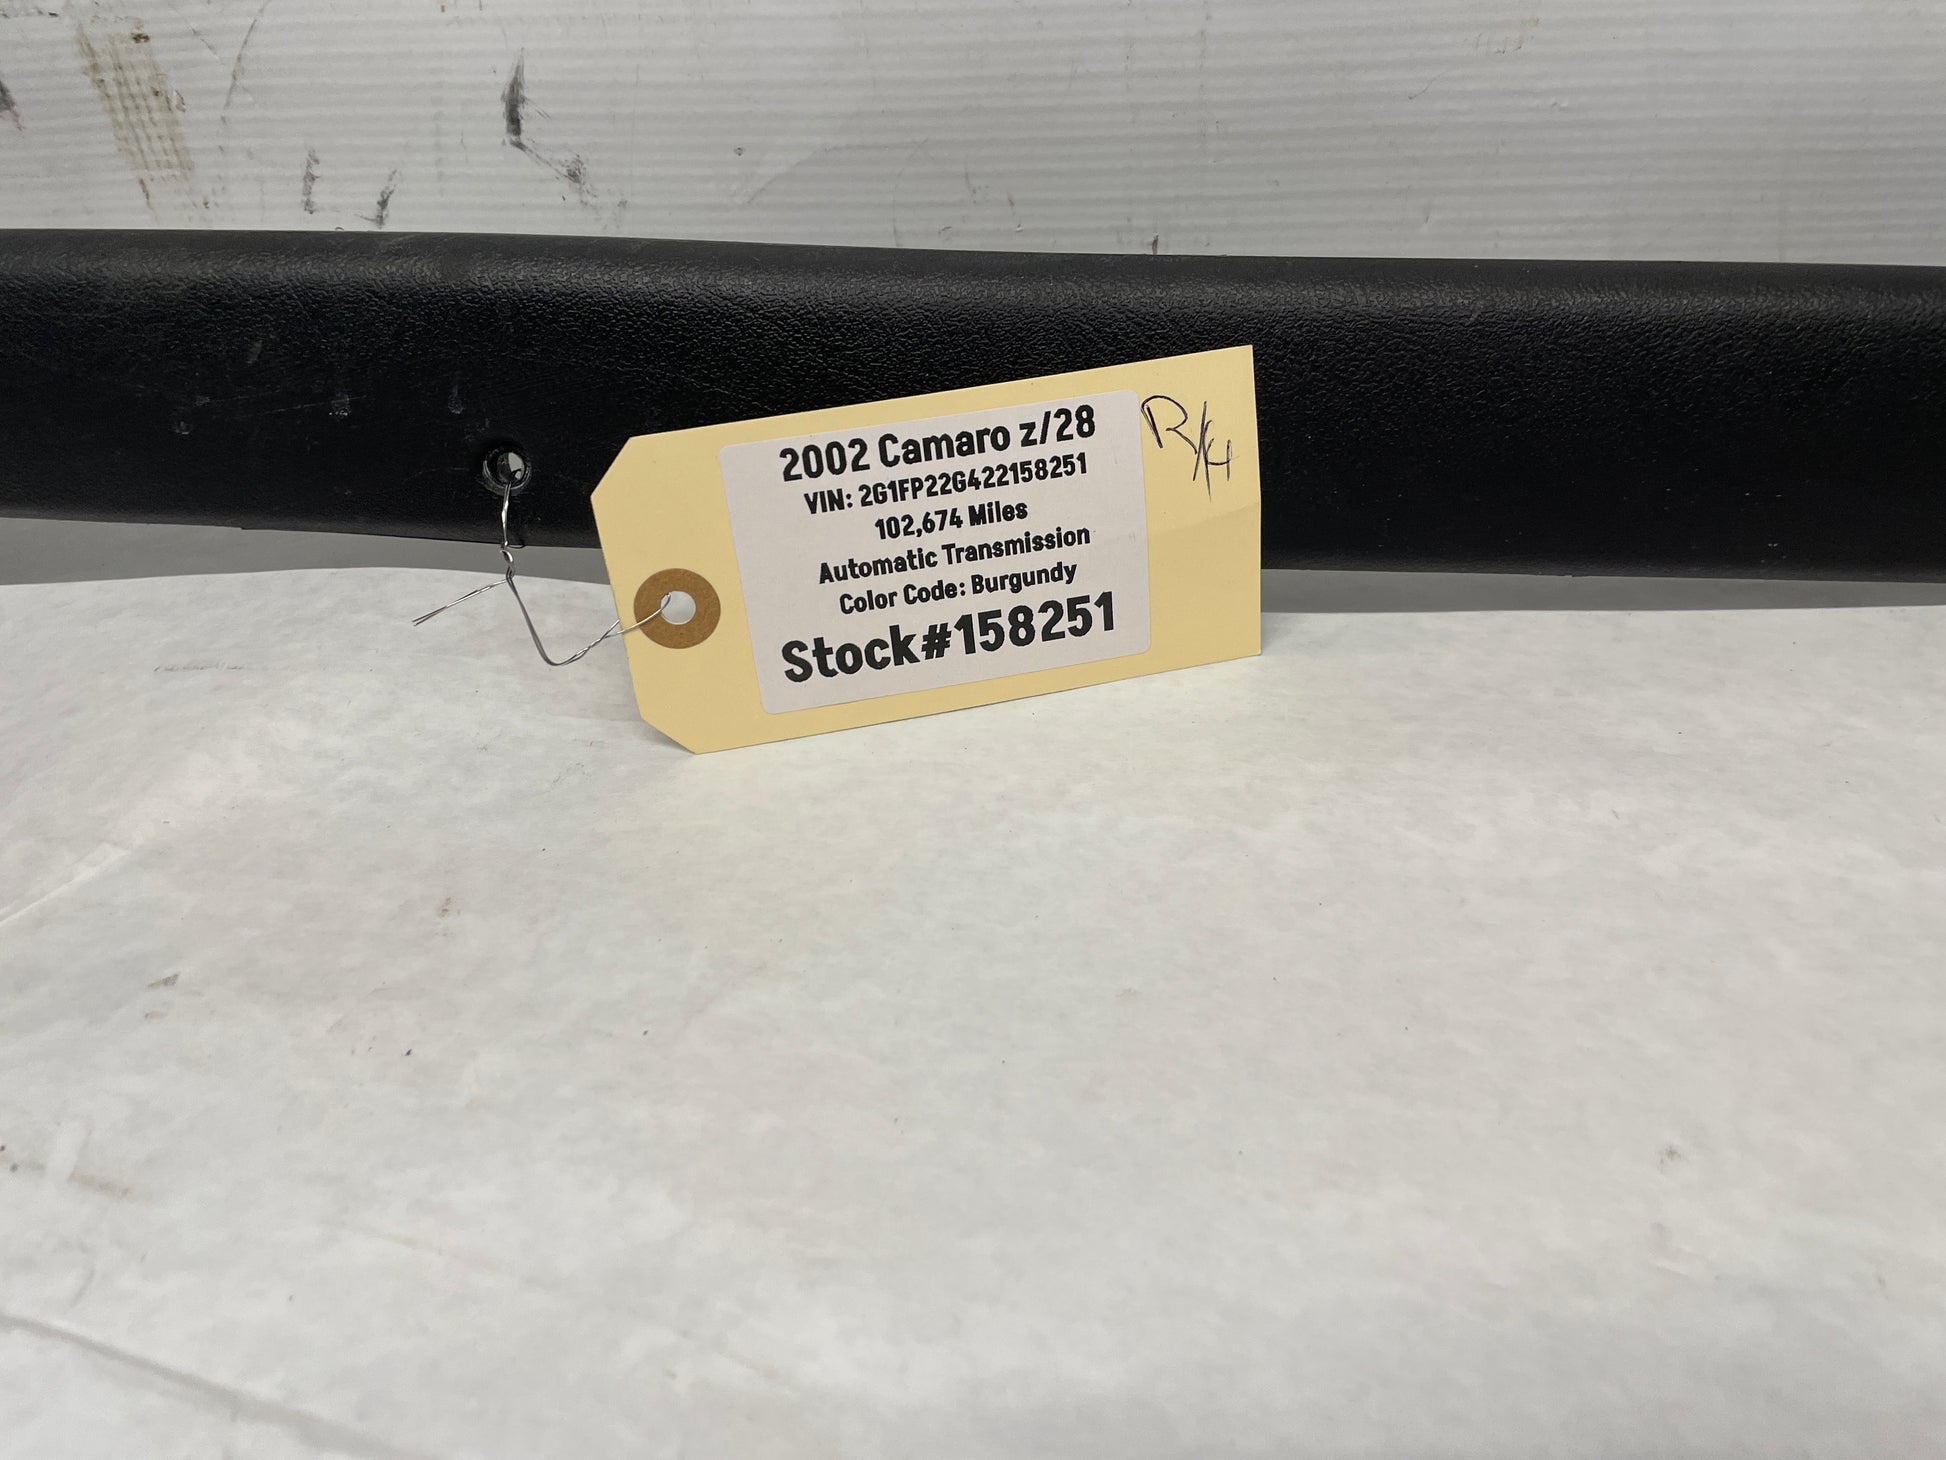 2002 Camaro z/28
VIN: 2G1FP22G422158251
102,674 Miles
Automatic Transmission
Color Code: Burgundy
Stock#158251
R/H